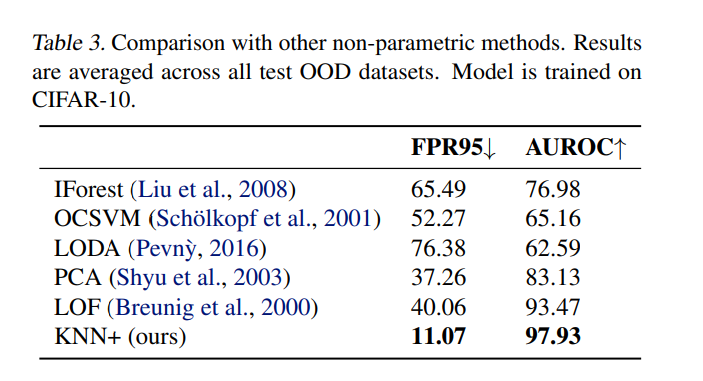 Table 3. Comparison with other non-parametric methods. Results
are averaged across all test OOD datasets. Model is trained on
CIFAR-10.
FPR95↓ AUROC↑
IForest (Liu et al., 2008) 65.49 76.98
OCSVM (Schölkopf et al., 2001) 52.27 65.16
LODA (Pevnỳ, 2016) 76.38 62.59
PCA (Shyu et al., 2003) 37.26 83.13
LOF (Breunig et al., 2000) 40.06 93.47
KNN+ (ours) 11.07 97.93